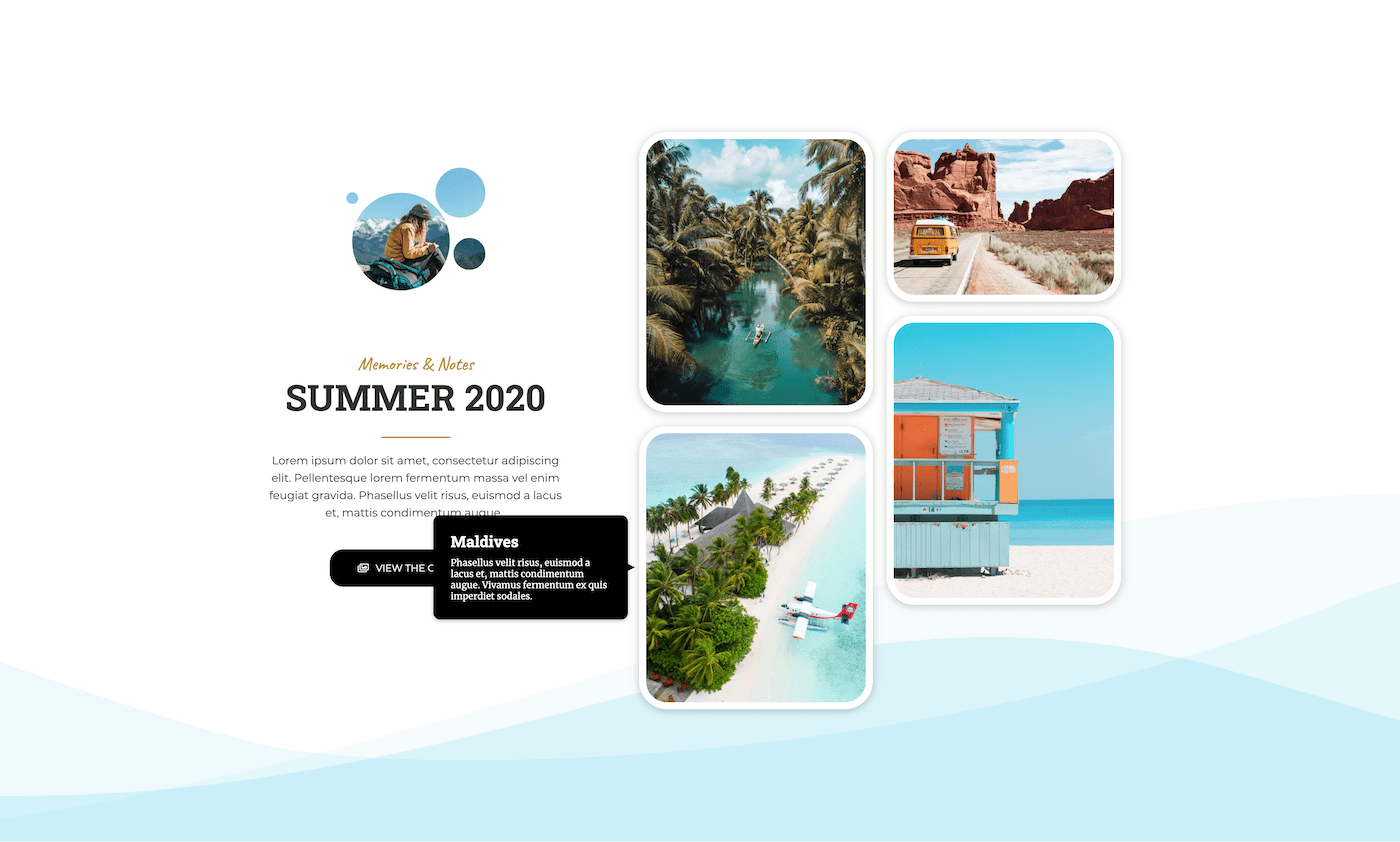 Memories & Notes
SUMMER 2020
Lorem ipsum dolor sit amet, consectetur adipiscing
elit. Pellentesque lorem fermentum massa vel enim
feugiat gravida. Phasellus velit risus, euismod a lacus
et, mattis condimentum augue
VIEW THE C
Maldives
Phasellus velit risus, euismod a
lacus et, mattis condimentum
augue. Vivamus fermentum ex quis
imperdiet sodales.